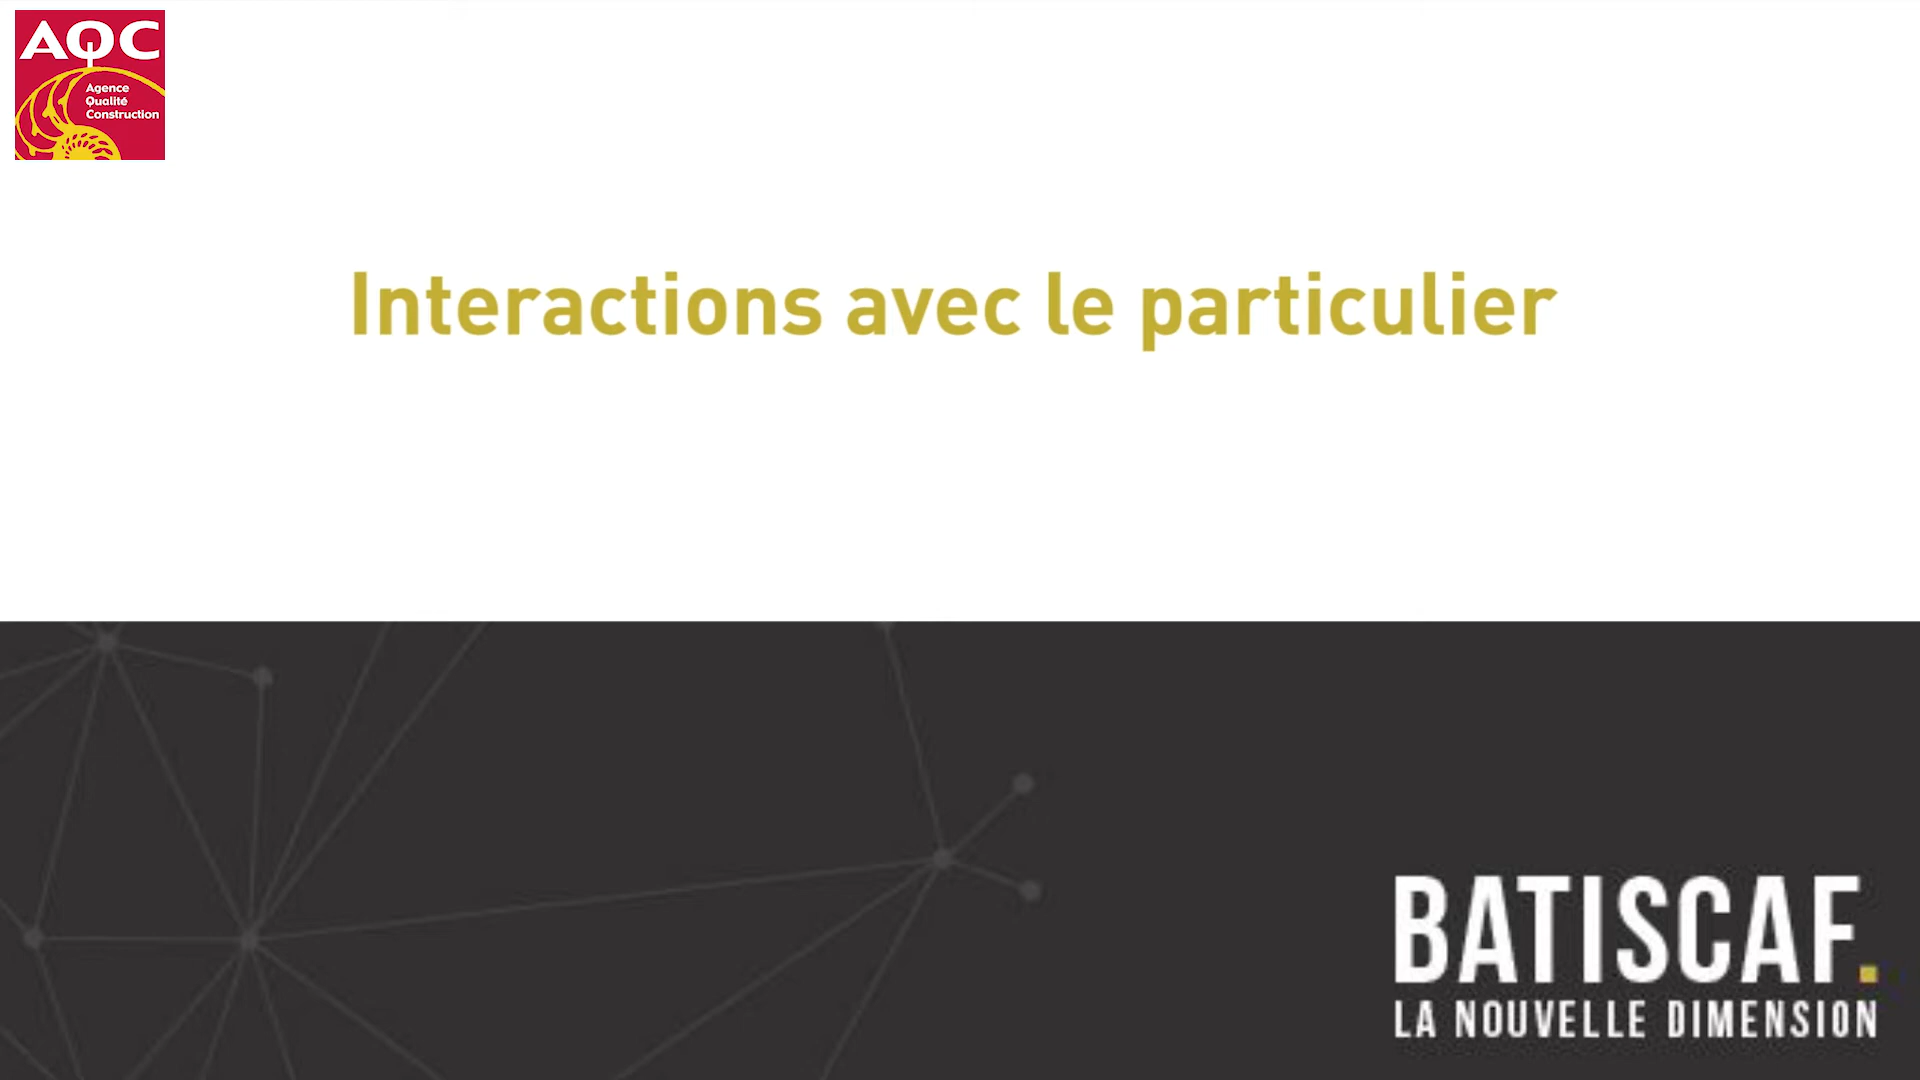 AQC
Agence
Qualité
Construction
Interactions avec le particulier
BATISCAF.
LA NOUVELLE DIMENSION